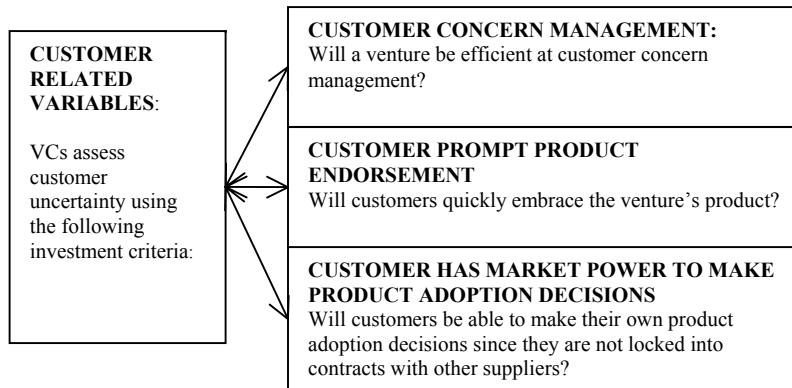 CUSTOMER
RELATED
VARIABLES:
VCs assess
customer
uncertainty using
the following
investment criteria:
CUSTOMER CONCERN MANAGEMENT:
Will a venture be efficient at customer concern
management?
CUSTOMER PROMPT PRODUCT
ENDORSEMENT
Will customers quickly embrace the venture’s product?
CUSTOMER HAS MARKET POWER TO MAKE
PRODUCT ADOPTION DECISIONS
Will customers be able to make their own product
adoption decisions since they are not locked into
contracts with other suppliers?